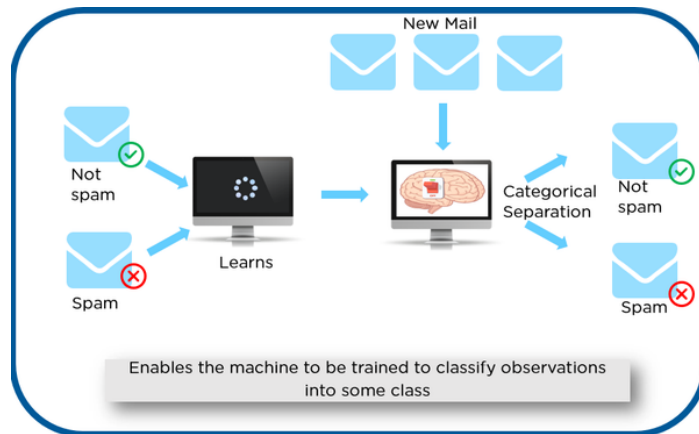 New Mail
Not
spam
Spam
Learns
Categorical
Separation
Not
spam
Spam
Enables the machine to be trained to classify observations
into some class